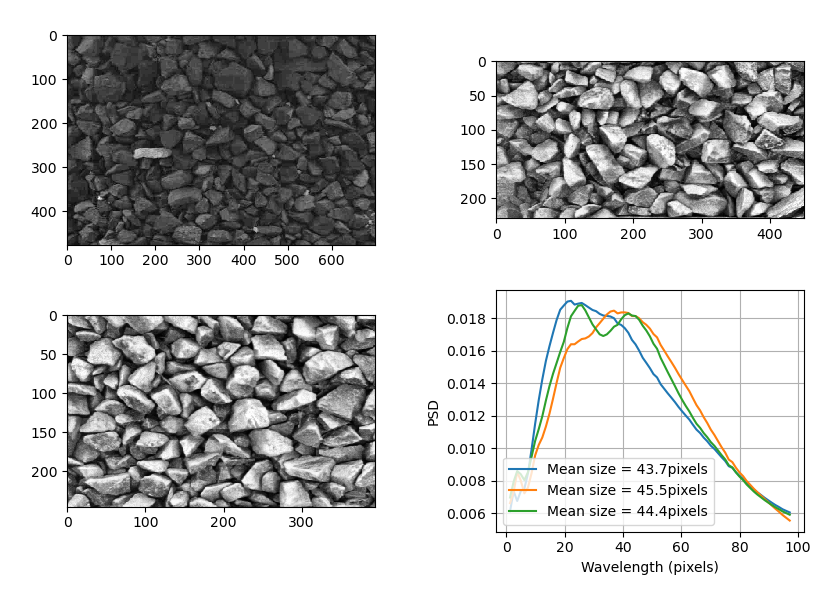 0
100
200
300
400
0 100 200 300 400 500 600
0
50
100
150
200
0 100 200 300 400
0
50
100
150
200
0 100 200 300
PSD
0.018
0.016
0.014
0.012
0.010
0.008
0.006
Mean size = 43.7pixels
Mean size = 45.5pixels
Mean size = 44.4pixels
0 20 40 60 80 100
Wavelength (pixels)